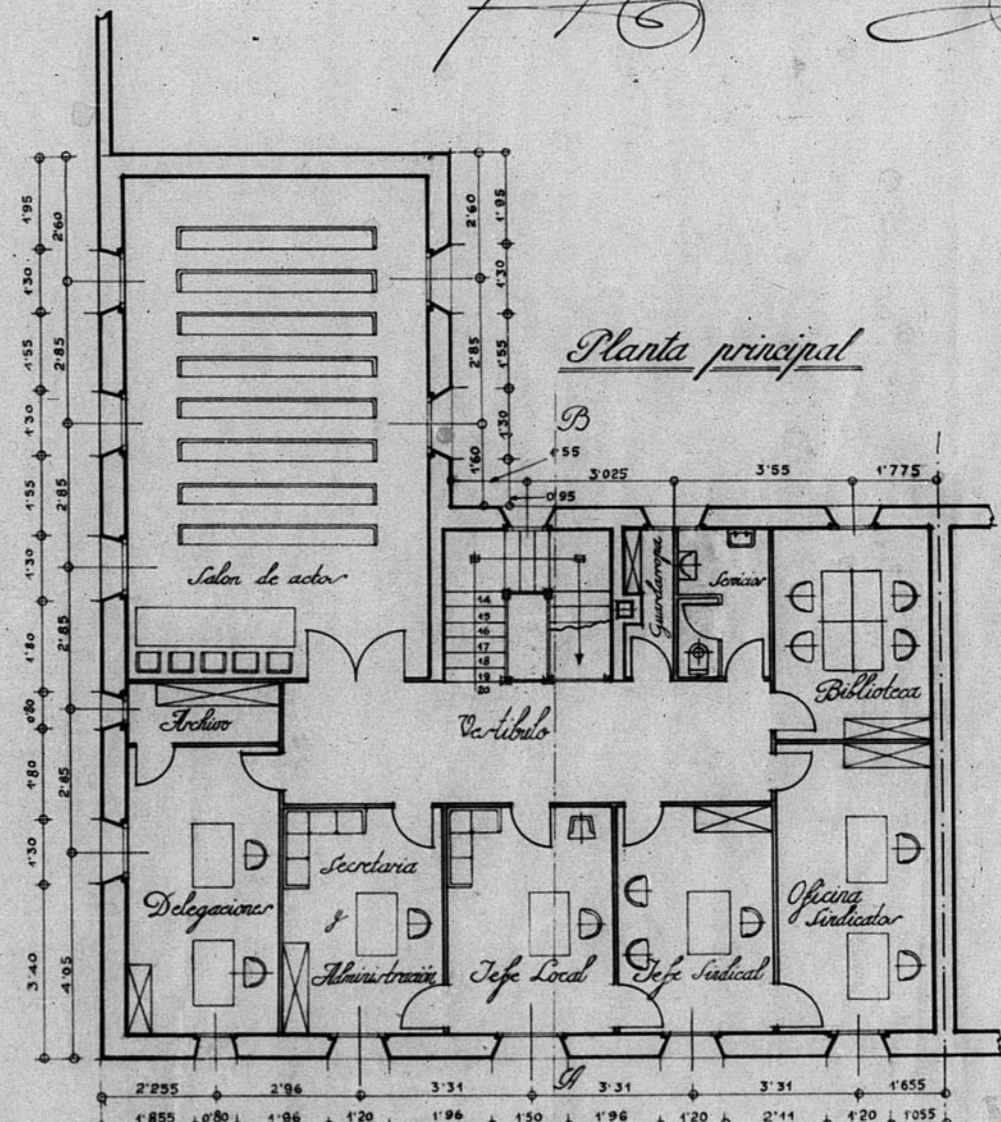 Planta principal
B
1'95
2'60
1'30
1'55
2'85
1'30
1'55
2'85
1'30
1'80
2'85
0'80
1'80
2'85
1'30
3'40
4'05
2'60
1'95
1'30
2'85
1'55
1'30
1'60
1'55
0'95
3'025
3'55
1'775
Salon de actos
14
15
16
17
18
19
20
Guardarropa
Servicios
Biblioteca
Archivo
Vestibulo
Delegaciones
Secretaria
y
Administración
Jefe Local
Jefe Sindical
Oficina
Sindicatos
A
2'255 2'96 3'31 3'31 3'31 1'655
1'855 0'80 1'96 1'20 1'96 1'50 1'96 1'20 2'11 1'20 1'055